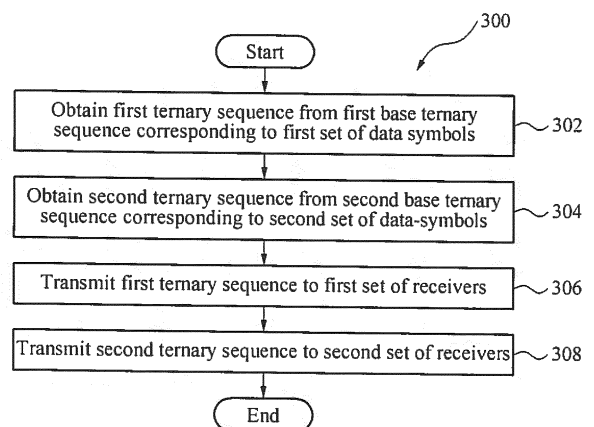 300
Start
Obtain first ternary sequence from first base ternary
sequence corresponding to first set of data symbols
302
Obtain second ternary sequence from second base ternary
sequence corresponding to second set of data-symbols
304
Transmit first ternary sequence to first set of receivers
306
Transmit second ternary sequence to second set of receivers
308
End